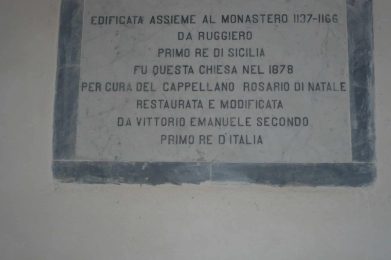 EDIFICATA ASSIEME AL MONASTERO 1137-1166
DA RUGGIERO
PRIMO RE DI SICILIA
FU QUESTA CHIESA NEL 1878
PER CURA DEL CAPPELLANO ROSARIO DI NATALE
RESTAURATA E MODIFICATA
DA VITTORIO EMANUELE SECONDO
PRIMO RE D'ITALIA